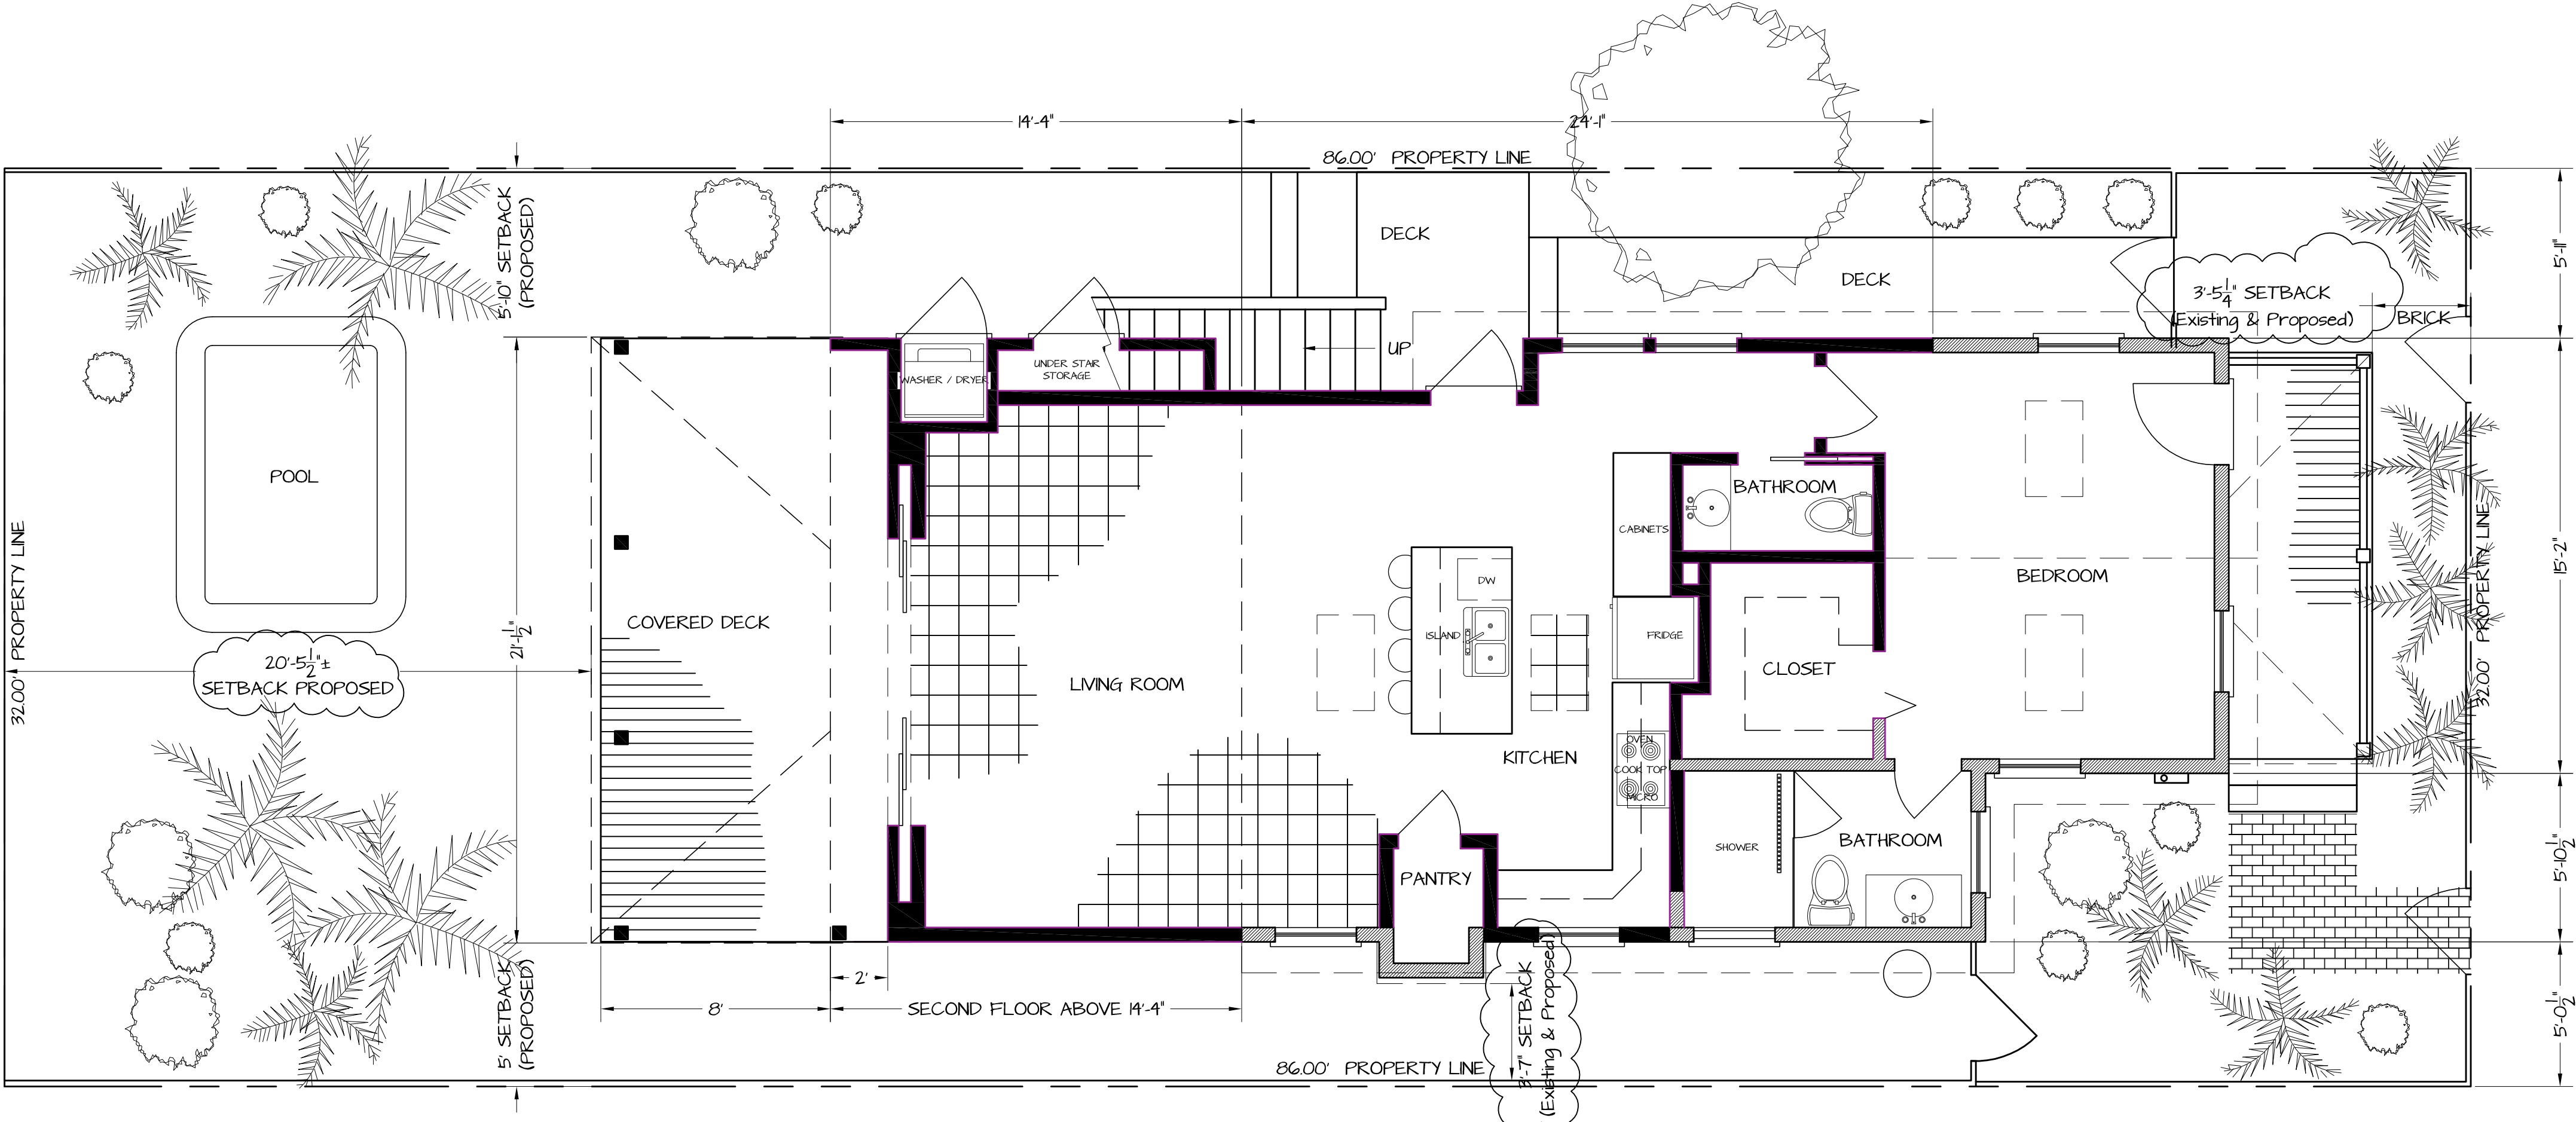 14'-4"
24'-1"
86.00' PROPERTY LINE
5'-10" SETBACK
(PROPOSED)
DECK
DECK
5'-11"
3'-5 1/4" SETBACK
(Existing & Proposed)
BRICK
UP
UNDER STAIR
STORAGE
WASHER / DRYER
POOL
BATHROOM
CABINETS
DW
BEDROOM
15'-2"
32.00' PROPERTY LINE
32.00' PROPERTY LINE
COVERED DECK
21'-1 1/2"
ISLAND
FRIDGE
20'-5 1/2"±
SETBACK PROPOSED
LIVING ROOM
CLOSET
KITCHEN
OVEN
COOK TOP
MICRO
SHOWER
BATHROOM
5'-10 1/2"
PANTRY
2'
8'
SECOND FLOOR ABOVE 14'-4"
5' SETBACK
(PROPOSED)
3'-7" SETBACK
(Existing & Proposed)
5'-0 1/2"
86.00' PROPERTY LINE